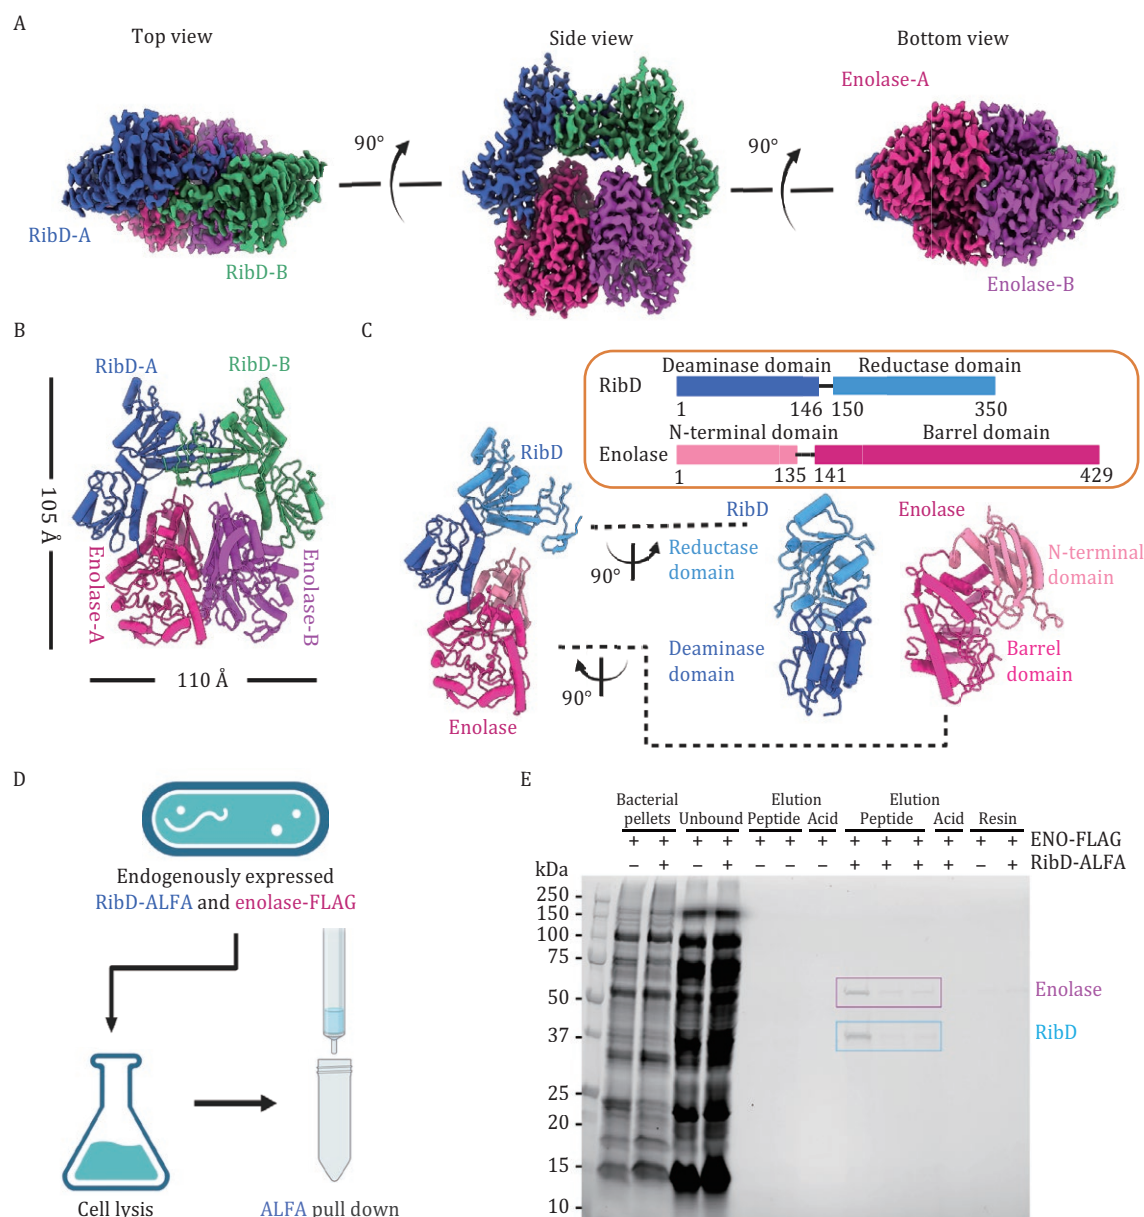 A
Top view
Side view
Bottom view
Enolase-A
90°
90°
RibD-A
RibD-B
Enolase-B
B
RibD-A
RibD-B
105 Å
Enolase-A
Enolase-B
110 Å
C
Deaminase domain
Reductase domain
RibD
1
146
150
350
N-terminal domain
Barrel domain
Enolase
1
135
141
429
RibD
RibD
Enolase
90°
Reductase
domain
N-terminal
domain
Deaminase
domain
Barrel
domain
90°
Enolase
D
Endogenously expressed
RibD-ALFA and enolase-FLAG
Cell lysis
ALFA pull down
E
Bacterial
pellets
Unbound
Elution
Peptide Acid
Elution
Peptide
Acid
Resin
+ + + + + + + + + + + + + ENO-FLAG
− + − + − − − + + + + − + RibD-ALFA
kDa
250
150
100
75
50
37
25
20
15
10
Enolase
RibD